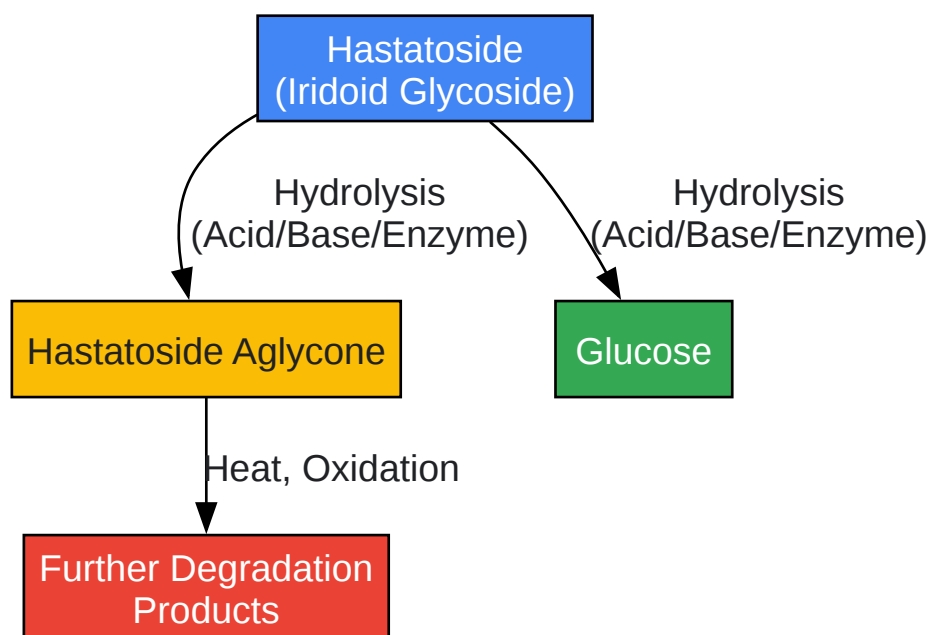 Hastatoside
(Iridoid Glycoside)
Hydrolysis
(Acid/Base/Enzyme)
Hydrolysis
(Acid/Base/Enzyme)
Hastatoside Aglycone
Glucose
Heat, Oxidation
Further Degradation
Products